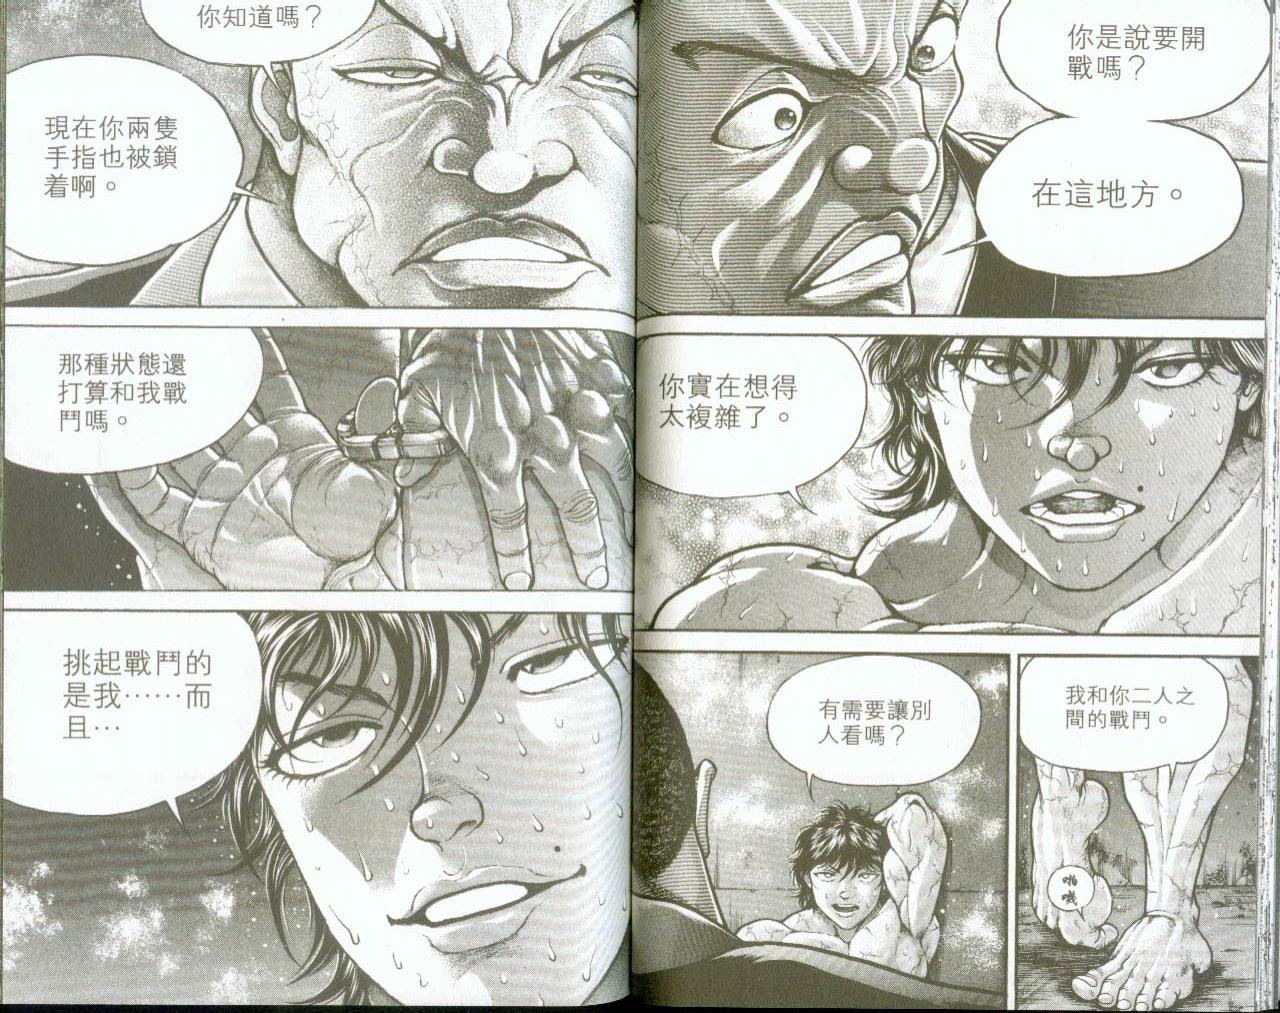 你是說要開
戰嗎？
在這地方。
你實在想得
太複雜了。
我和你二人之
間的戰鬥。
啪
哦
有需要讓別
人看嗎？
你知道嗎？
現在你兩隻
手指也被鎖
着啊。
那種狀態還
打算和我戰
鬥嗎。
挑起戰鬥的
是我⋯⋯而
且⋯